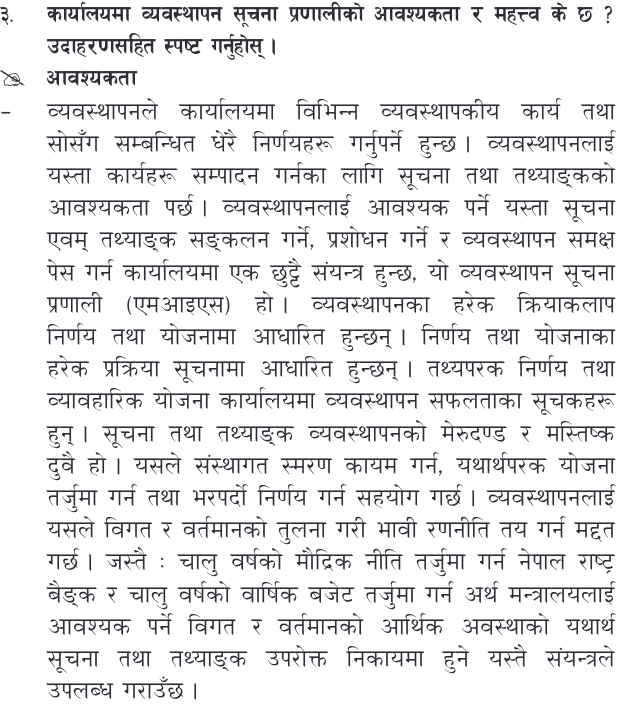 ३. कार्यालयमा व्यवस्थापन सूचना प्रणालीको आवश्यकता र महत्त्व के छ ?
उदाहरणसहित स्पष्ट गर्नुहोस् ।
आवश्यकता
– व्यवस्थापनले कार्यालयमा विभिन्न व्यवस्थापकीय कार्य तथा
सोसँग सम्बन्धित धेरै निर्णयहरू गर्नुपर्ने हुन्छ । व्यवस्थापनलाई
यस्ता कार्यहरू सम्पादन गर्नका लागि सूचना तथा तथ्याङ्कको
आवश्यकता पर्छ । व्यवस्थापनलाई आवश्यक पर्ने यस्ता सूचना
एवम् तथ्याङ्क सङ्कलन गर्ने, प्रशोधन गर्ने र व्यवस्थापन समक्ष
पेस गर्न कार्यालयमा एक छुट्टै संयन्त्र हुन्छ, यो व्यवस्थापन सूचना
प्रणाली (एमआइएस) हो । व्यवस्थापनका हरेक क्रियाकलाप
निर्णय तथा योजनामा आधारित हुन्छन् । निर्णय तथा योजनाका
हरेक प्रक्रिया सूचनामा आधारित हुन्छन् । तथ्यपरक निर्णय तथा
व्यावहारिक योजना कार्यालयमा व्यवस्थापन सफलताका सूचकहरू
हुन् । सूचना तथा तथ्याङ्क व्यवस्थापनको मेरुदण्ड र मस्तिष्क
दुवै हो । यसले संस्थागत स्मरण कायम गर्न, यथार्थपरक योजना
तर्जुमा गर्न तथा भरपर्दो निर्णय गर्न सहयोग गर्छ । व्यवस्थापनलाई
यसले विगत र वर्तमानको तुलना गरी भावी रणनीति तय गर्न मद्दत
गर्छ । जस्तै : चालु वर्षको मौद्रिक नीति तर्जुमा गर्न नेपाल राष्ट्र
बैङ्क र चालु वर्षको वार्षिक बजेट तर्जुमा गर्न अर्थ मन्त्रालयलाई
आवश्यक पर्ने विगत र वर्तमानको आर्थिक अवस्थाको यथार्थ
सूचना तथा तथ्याङ्क उपरोक्त निकायमा हुने यस्तै संयन्त्रले
उपलब्ध गराउँछ ।